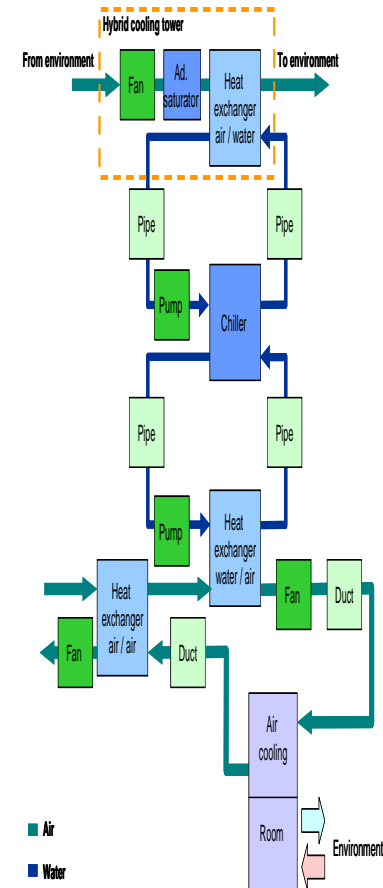 Hybrid cooling tower
From environment
To environment
Fan
Ad.
saturator
Heat
exchanger
air / water
Pipe
Pipe
Pump
Chiller
Pipe
Pipe
Pump
Heat
exchanger
water / air
Heat
exchanger
air / air
Fan
Duct
Fan
Duct
Air
cooling
Room
Environment
Air
Water